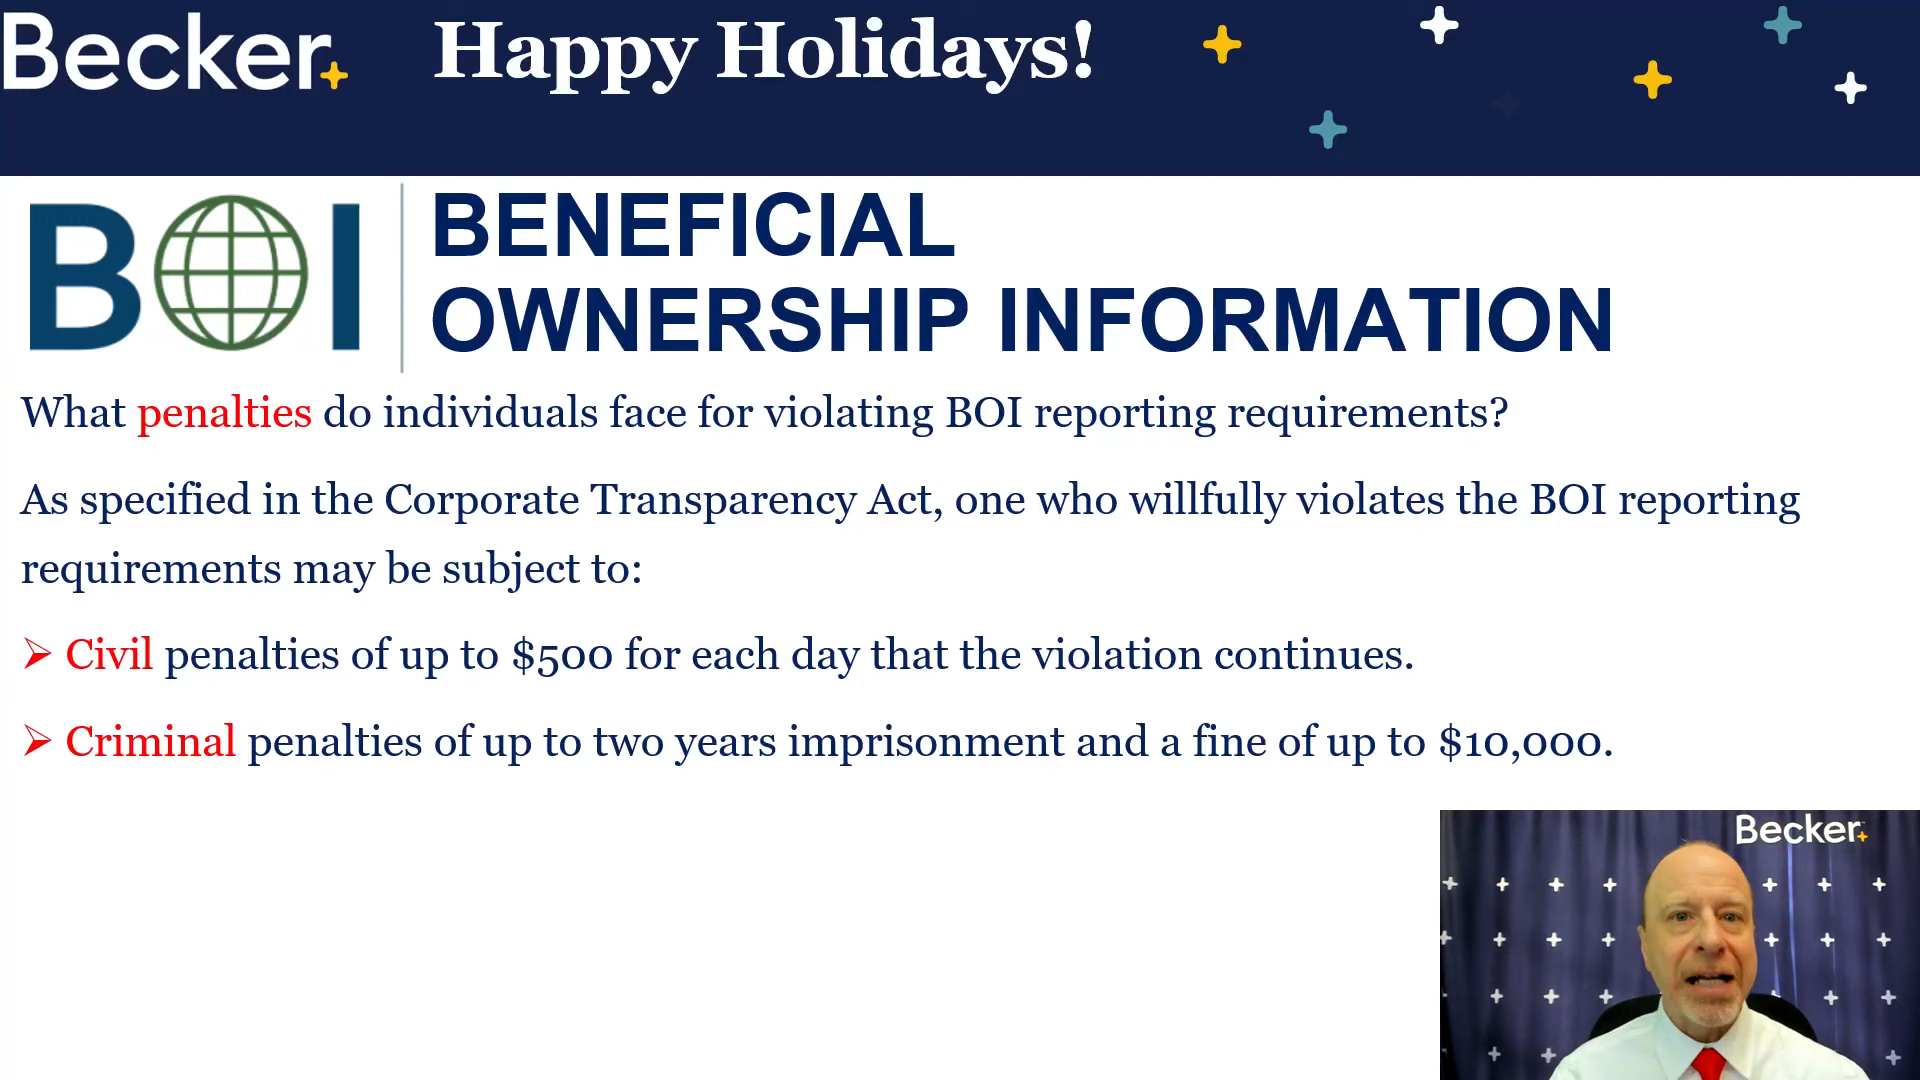 Becker
Happy Holidays!
BOI
BENEFICIAL
OWNERSHIP INFORMATION
What penalties do individuals face for violating BOI reporting requirements?
As specified in the Corporate Transparency Act, one who willfully violates the BOI reporting
requirements may be subject to:
➢ Civil penalties of up to $500 for each day that the violation continues.
➢ Criminal penalties of up to two years imprisonment and a fine of up to $10,000.
Becker